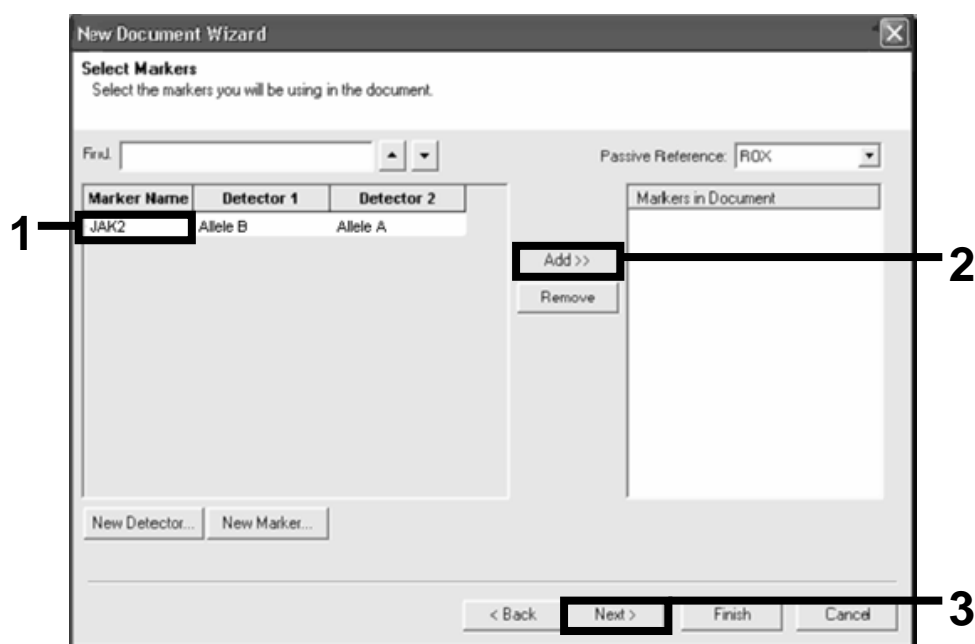 New Document Wizard
Select Markers
Select the markers you will be using in the document.
Find: Passive Reference: ROX
Marker Name Detector 1 Detector 2 Markers in Document
1 JAK2 Allele B Allele A
Add >> 2
Remove
New Detector... New Marker...
< Back Next > Finish Cancel 3